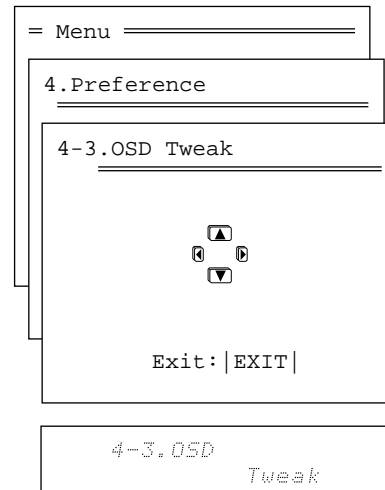 = Menu
4.Preference
4-3.OSD Tweak
Exit:|EXIT|
4-3.OSD
Tweak